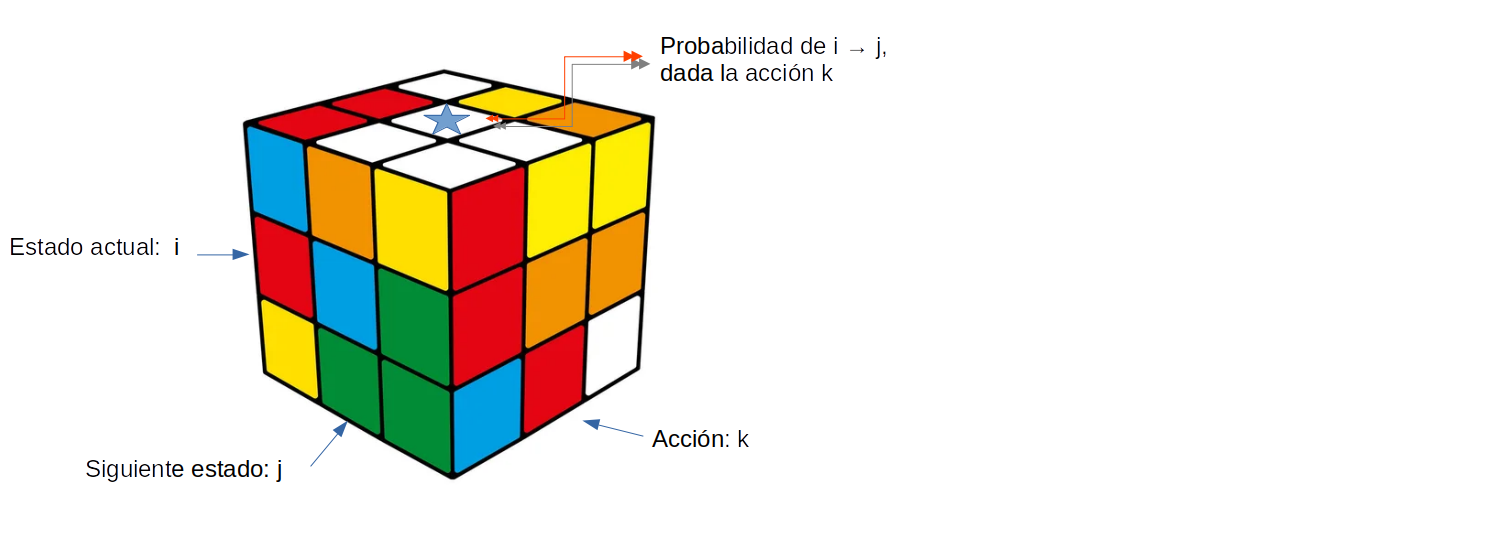 Probabilidad de i → j,
dada la acción k
Estado actual: i
Acción: k
Siguiente estado: j